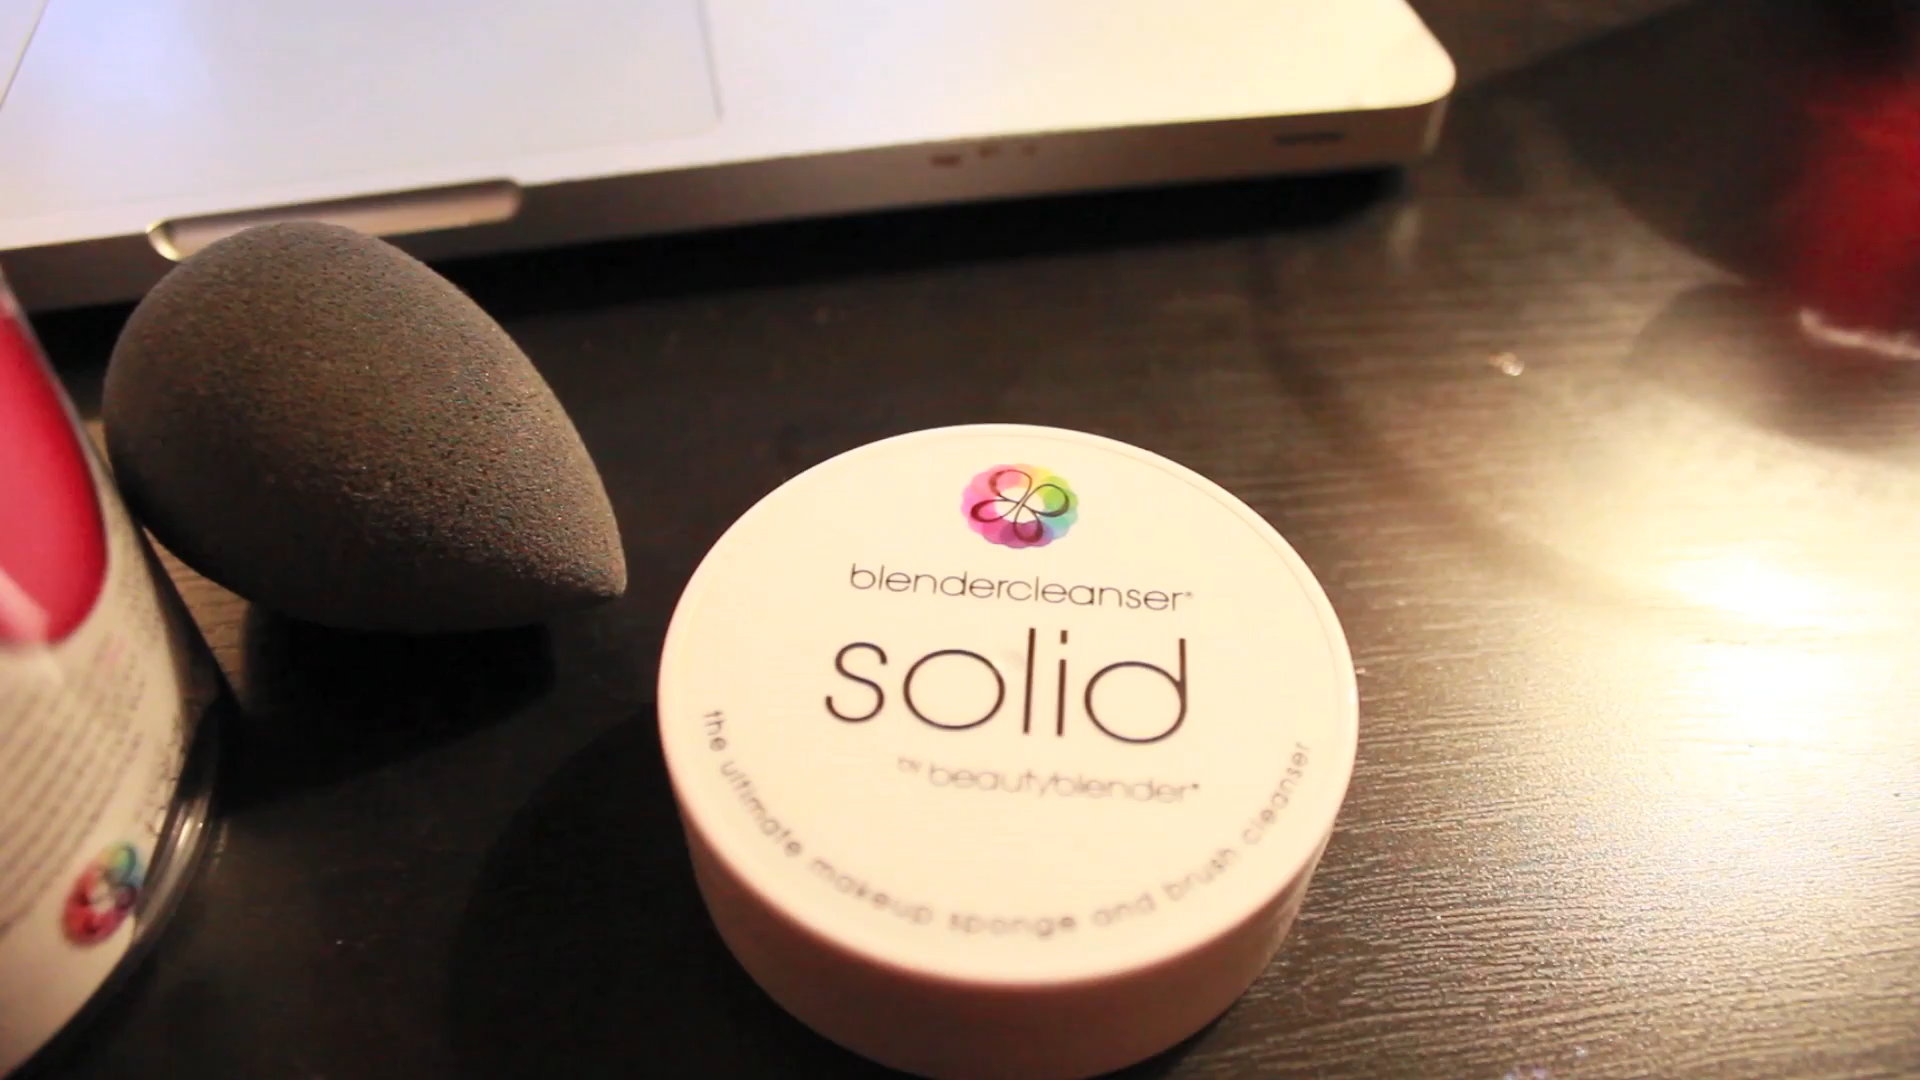 blendercleanser®
solid
by beautyblender®
the ultimate makeup sponge and brush cleanser